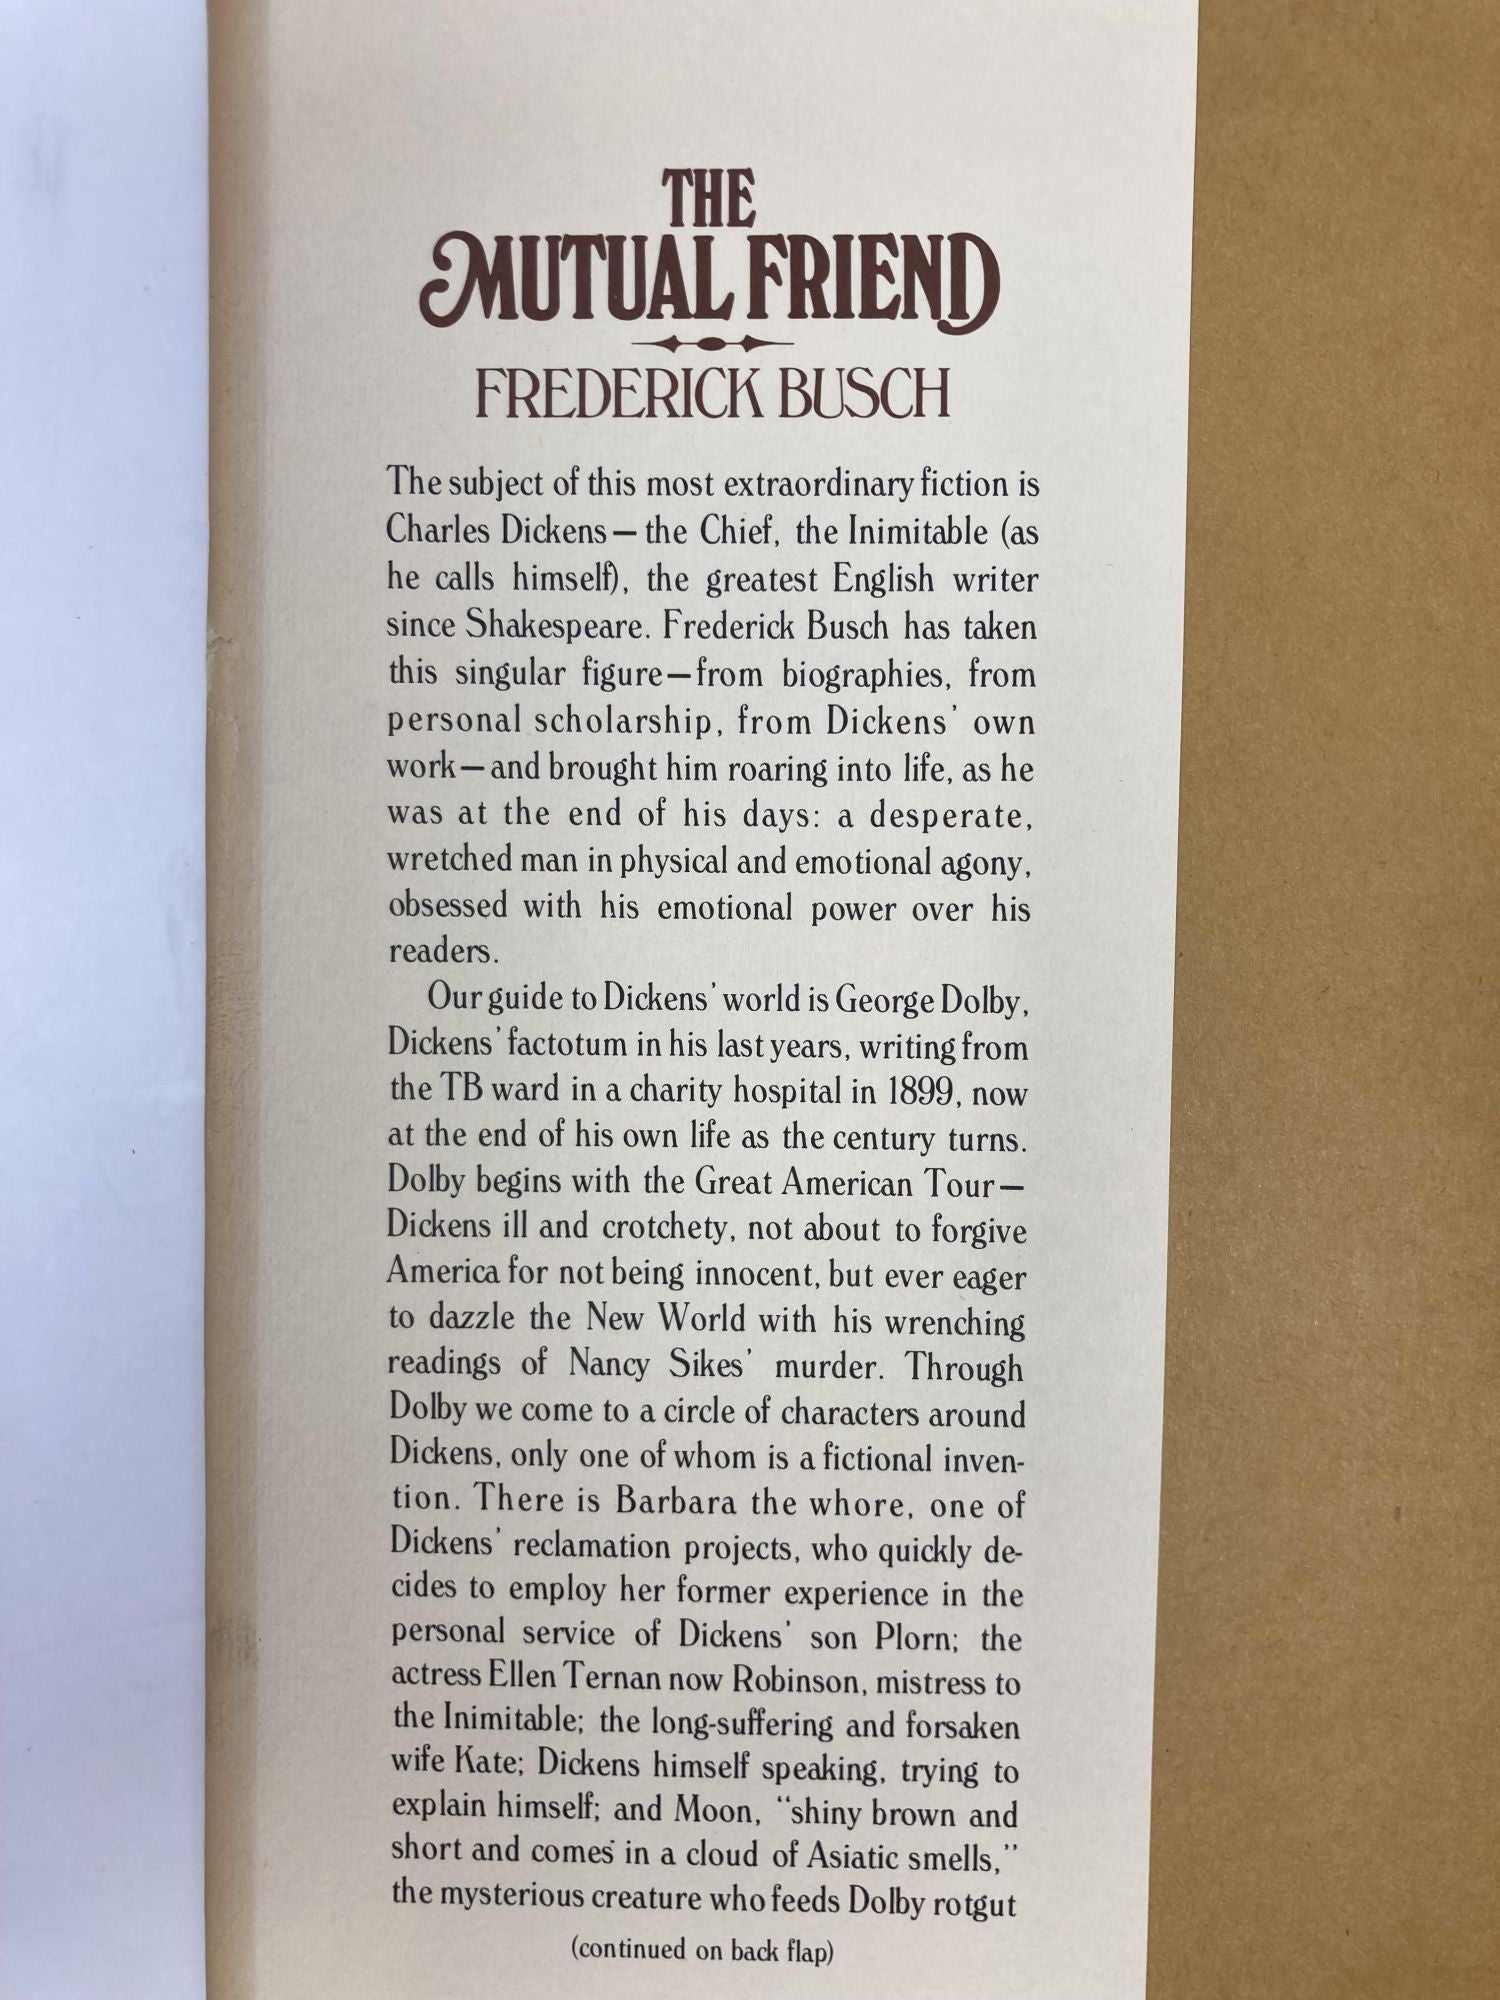 THE
MUTUAL FRIEND
FREDERICK BUSCH
The subject of this most extraordinary fiction is
Charles Dickens—the Chief, the Inimitable (as
he calls himself), the greatest English writer
since Shakespeare. Frederick Busch has taken
this singular figure—from biographies, from
personal scholarship, from Dickens' own
work—and brought him roaring into life, as he
was at the end of his days: a desperate,
wretched man in physical and emotional agony,
obsessed with his emotional power over his
readers.
Our guide to Dickens' world is George Dolby,
Dickens' factotum in his last years, writing from
the TB ward in a charity hospital in 1899, now
at the end of his own life as the century turns.
Dolby begins with the Great American Tour—
Dickens ill and crotchety, not about to forgive
America for not being innocent, but ever eager
to dazzle the New World with his wrenching
readings of Nancy Sikes' murder. Through
Dolby we come to a circle of characters around
Dickens, only one of whom is a fictional inven-
tion. There is Barbara the whore, one of
Dickens' reclamation projects, who quickly de-
cides to employ her former experience in the
personal service of Dickens' son Plorn; the
actress Ellen Ternan now Robinson, mistress to
the Inimitable; the long-suffering and forsaken
wife Kate; Dickens himself speaking, trying to
explain himself; and Moon, "shiny brown and
short and comes in a cloud of Asiatic smells,"
the mysterious creature who feeds Dolby rotgut
(continued on back flap)